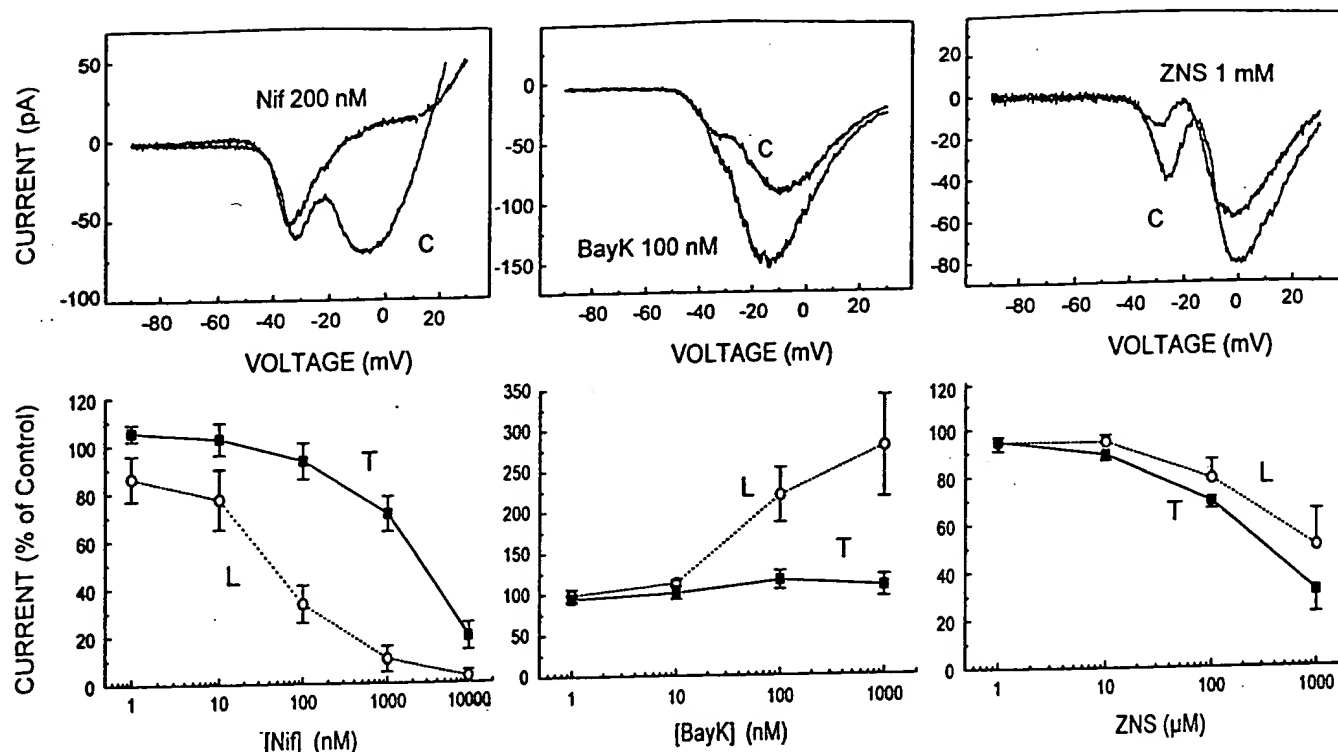 CURRENT (pA)
50
0
-50
-100
Nif 200 nM
C
-80 -60 -40 -20 0 20
VOLTAGE (mV)
0
-50
-100
-150
C
BayK 100 nM
-80 -60 -40 -20 0 20
VOLTAGE (mV)
20
0
-20
-40
-60
-80
ZNS 1 mM
C
-80 -60 -40 -20 0 20
VOLTAGE (mV)
CURRENT (% of Control)
120
100
80
60
40
20
0
T
L
1 10 100 1000 10000
[Nif] (nM)
350
300
250
200
150
100
50
0
L
T
1 10 100 1000
[BayK] (nM)
120
100
80
60
40
20
0
L
T
1 10 100 1000
ZNS (µM)